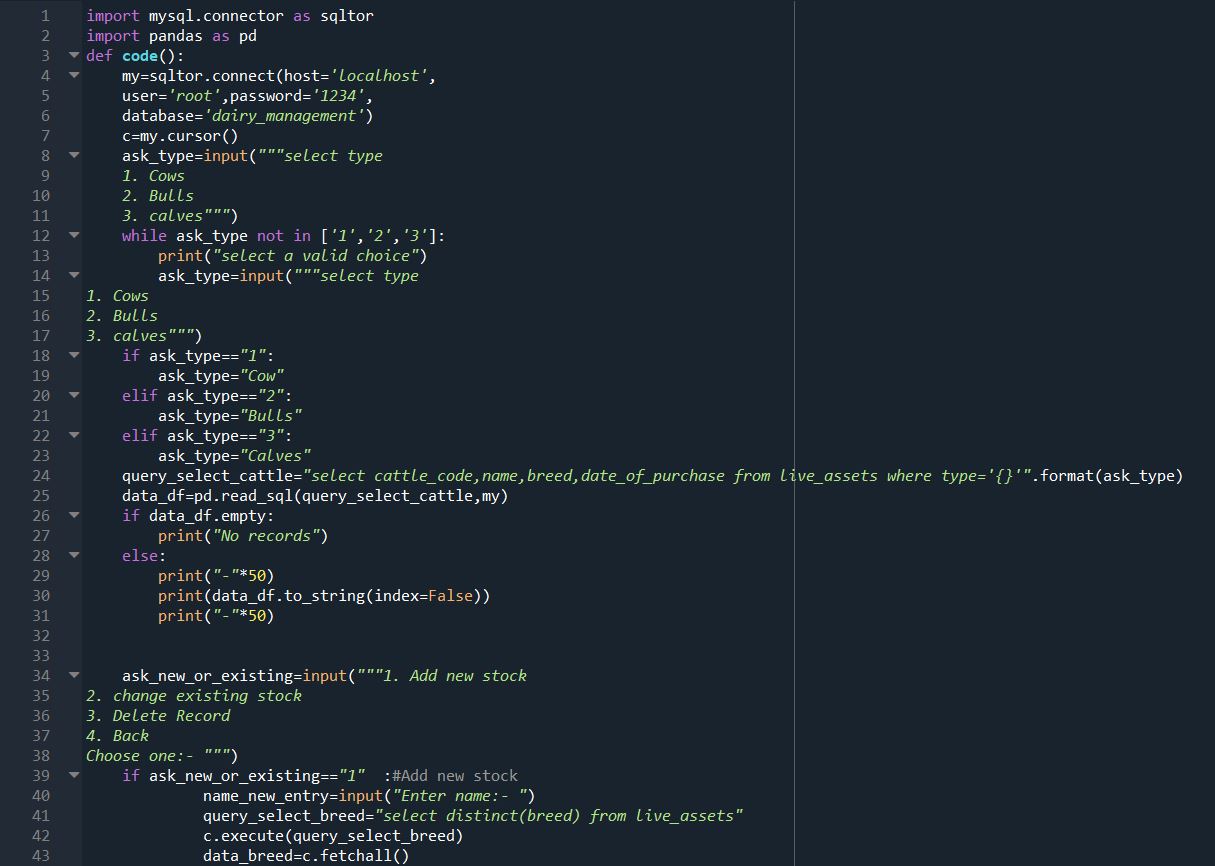 1 import mysql.connector as sqltor
2 import pandas as pd
3 def code():
4     my=sqltor.connect(host='localhost',
5     user='root',password='1234',
6     database='dairy_management')
7     c=my.cursor()
8     ask_type=input("""select type
9     1. Cows
10     2. Bulls
11     3. calves""")
12     while ask_type not in ['1','2','3']:
13         print("select a valid choice")
14         ask_type=input("""select type
15 1. Cows
16 2. Bulls
17 3. calves""")
18     if ask_type=="1":
19         ask_type="Cow"
20     elif ask_type=="2":
21         ask_type="Bulls"
22     elif ask_type=="3":
23         ask_type="Calves"
24     query_select_cattle="select cattle_code,name,breed,date_of_purchase from live_assets where type='{}'".format(ask_type)
25     data_df=pd.read_sql(query_select_cattle,my)
26     if data_df.empty:
27         print("No records")
28     else:
29         print("-"*50)
30         print(data_df.to_string(index=False))
31         print("-"*50)
32
33
34     ask_new_or_existing=input("""1. Add new stock
35 2. change existing stock
36 3. Delete Record
37 4. Back
38 Choose one:- """)
39     if ask_new_or_existing=="1"  :#Add new stock
40             name_new_entry=input("Enter name:- ")
41             query_select_breed="select distinct(breed) from live_assets"
42             c.execute(query_select_breed)
43             data_breed=c.fetchall()